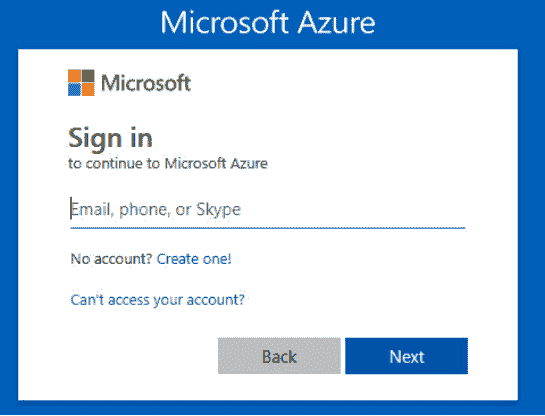 Microsoft Azure
Microsoft
Sign in
to continue to Microsoft Azure
Email, phone, or Skype
No account? Create one!
Can't access your account?
Back Next